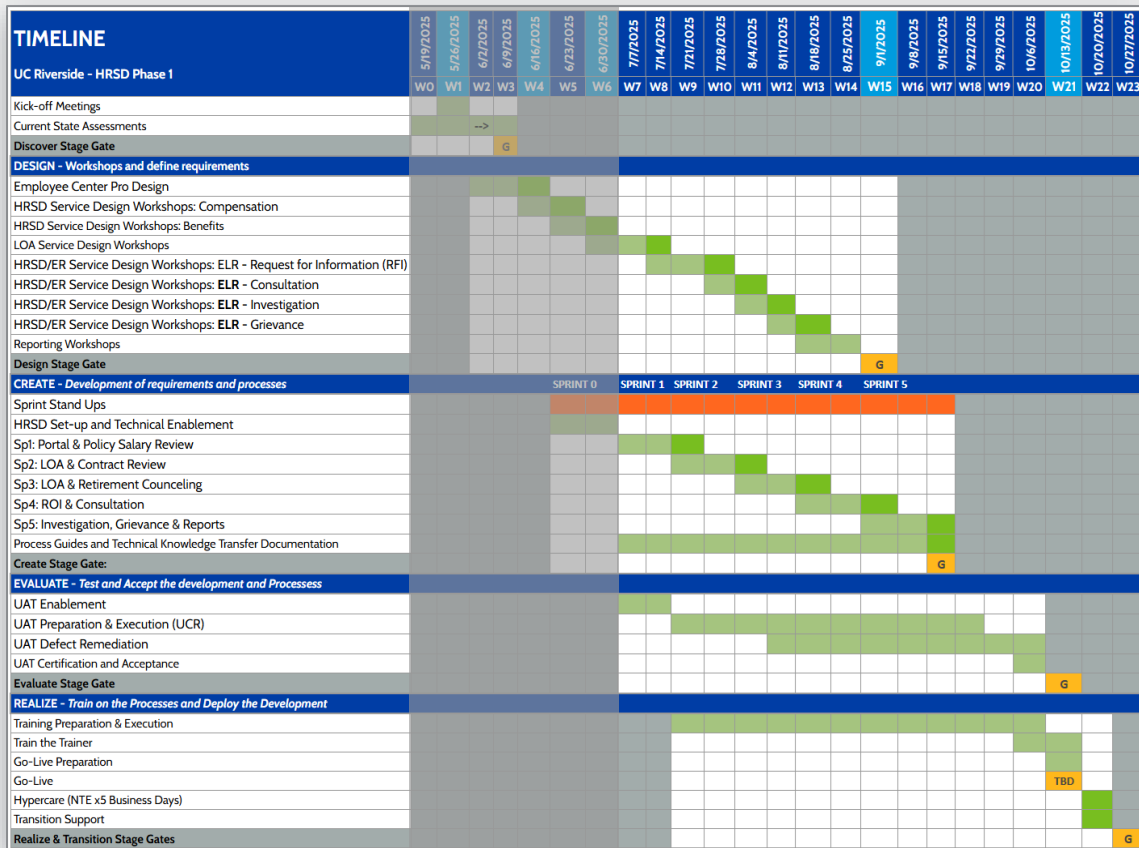 TIMELINE
UC Riverside - HRSD Phase 1
5/19/2025 5/26/2025 6/2/2025 6/9/2025 6/16/2025 6/23/2025 6/30/2025 7/7/2025 7/14/2025 7/21/2025 7/28/2025 8/4/2025 8/11/2025 8/18/2025 8/25/2025 9/1/2025 9/8/2025 9/15/2025 9/22/2025 9/29/2025 10/6/2025 10/13/2025 10/20/2025 10/27/2025
W0 W1 W2 W3 W4 W5 W6 W7 W8 W9 W10 W11 W12 W13 W14 W15 W16 W17 W18 W19 W20 W21 W22 W23
Kick-off Meetings
Current State Assessments -->
Discover Stage Gate G
DESIGN - Workshops and define requirements
Employee Center Pro Design
HRSD Service Design Workshops: Compensation
HRSD Service Design Workshops: Benefits
LOA Service Design Workshops
HRSD/ER Service Design Workshops: ELR - Request for Information (RFI)
HRSD/ER Service Design Workshops: ELR - Consultation
HRSD/ER Service Design Workshops: ELR - Investigation
HRSD/ER Service Design Workshops: ELR - Grievance
Reporting Workshops
Design Stage Gate G
CREATE - Development of requirements and processes SPRINT 0 SPRINT 1 SPRINT 2 SPRINT 3 SPRINT 4 SPRINT 5
Sprint Stand Ups
HRSD Set-up and Technical Enablement
Sp1: Portal & Policy Salary Review
Sp2: LOA & Contract Review
Sp3: LOA & Retirement Counceling
Sp4: ROI & Consultation
Sp5: Investigation, Grievance & Reports
Process Guides and Technical Knowledge Transfer Documentation
Create Stage Gate: G
EVALUATE - Test and Accept the development and Processess
UAT Enablement
UAT Preparation & Execution (UCR)
UAT Defect Remediation
UAT Certification and Acceptance
Evaluate Stage Gate G
REALIZE - Train on the Processes and Deploy the Development
Training Preparation & Execution
Train the Trainer
Go-Live Preparation
Go-Live TBD
Hypercare (NTE x5 Business Days)
Transition Support
Realize & Transition Stage Gates G